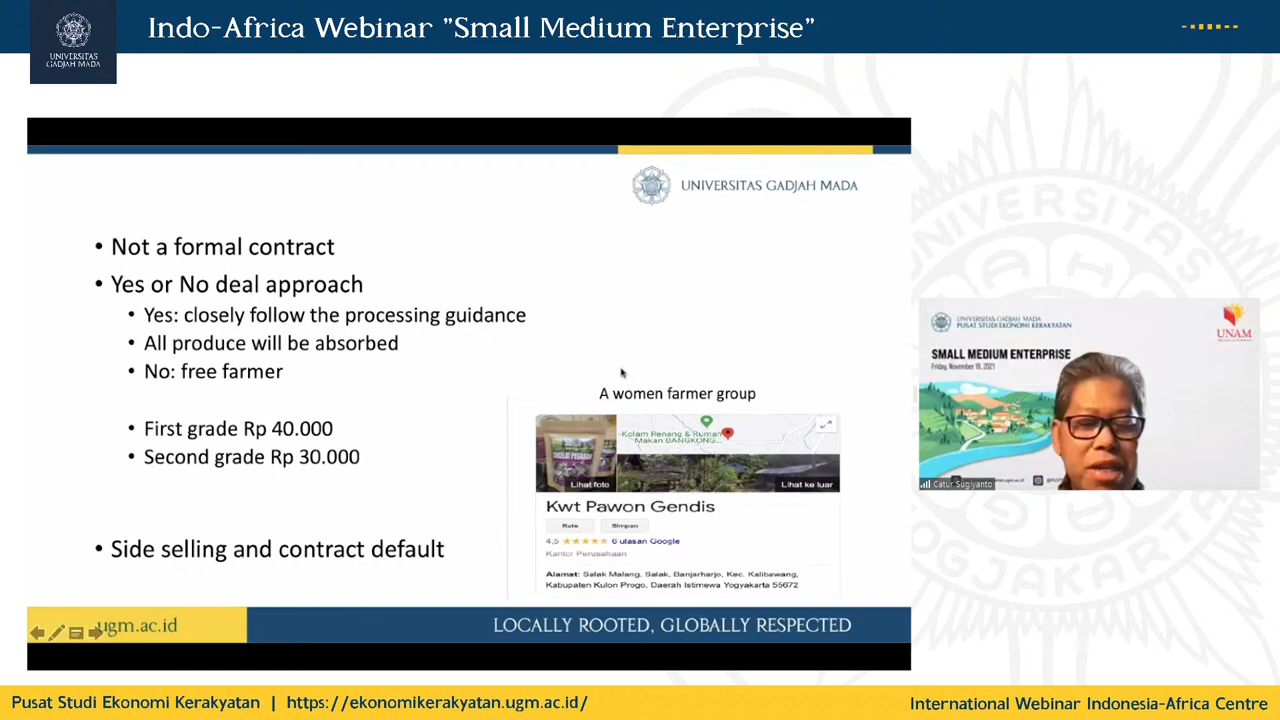 Indo-Africa Webinar "Small Medium Enterprise"
UNIVERSITAS
GADJAH MADA
UNIVERSITAS GADJAH MADA
• Not a formal contract
• Yes or No deal approach
• Yes: closely follow the processing guidance
• All produce will be absorbed
• No: free farmer
• First grade Rp 40.000
• Second grade Rp 30.000
• Side selling and contract default
A women farmer group
Kolam Renang & Rumah
Makan BANGKONG...
Lihat foto
Lihat ke luar
Kwt Pawon Gendis
Rute
Simpan
4,5 6 ulasan Google
Kantor Perusahaan
Alamat: Salak Malang, Salak, Banjarharjo, Kec. Kalibawang,
Kabupaten Kulon Progo, Daerah Istimewa Yogyakarta 55672
ugm.ac.id
LOCALLY ROOTED, GLOBALLY RESPECTED
UNIVERSITAS GADJAH MADA
PUSAT STUDI EKONOMI KERAKYATAN
UNAM
SMALL MEDIUM ENTERPRISE
Friday, November 19, 2021
Catur Sugiyanto
Pusat Studi Ekonomi Kerakyatan | https://ekonomikerakyatan.ugm.ac.id/
International Webinar Indonesia-Africa Centre